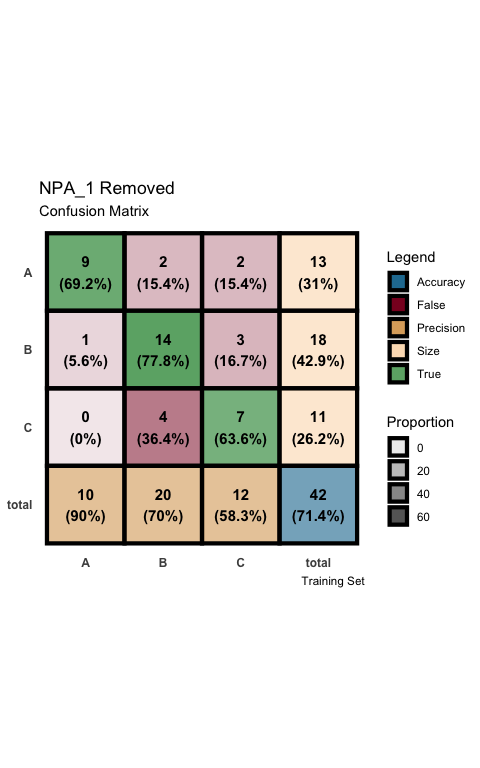 NPA_1 Removed
Confusion Matrix
A
9
(69.2%)
2
(15.4%)
2
(15.4%)
13
(31%)
B
1
(5.6%)
14
(77.8%)
3
(16.7%)
18
(42.9%)
C
0
(0%)
4
(36.4%)
7
(63.6%)
11
(26.2%)
total
10
(90%)
20
(70%)
12
(58.3%)
42
(71.4%)
A
B
C
total
Training Set
Legend
Accuracy
False
Precision
Size
True
Proportion
0
20
40
60